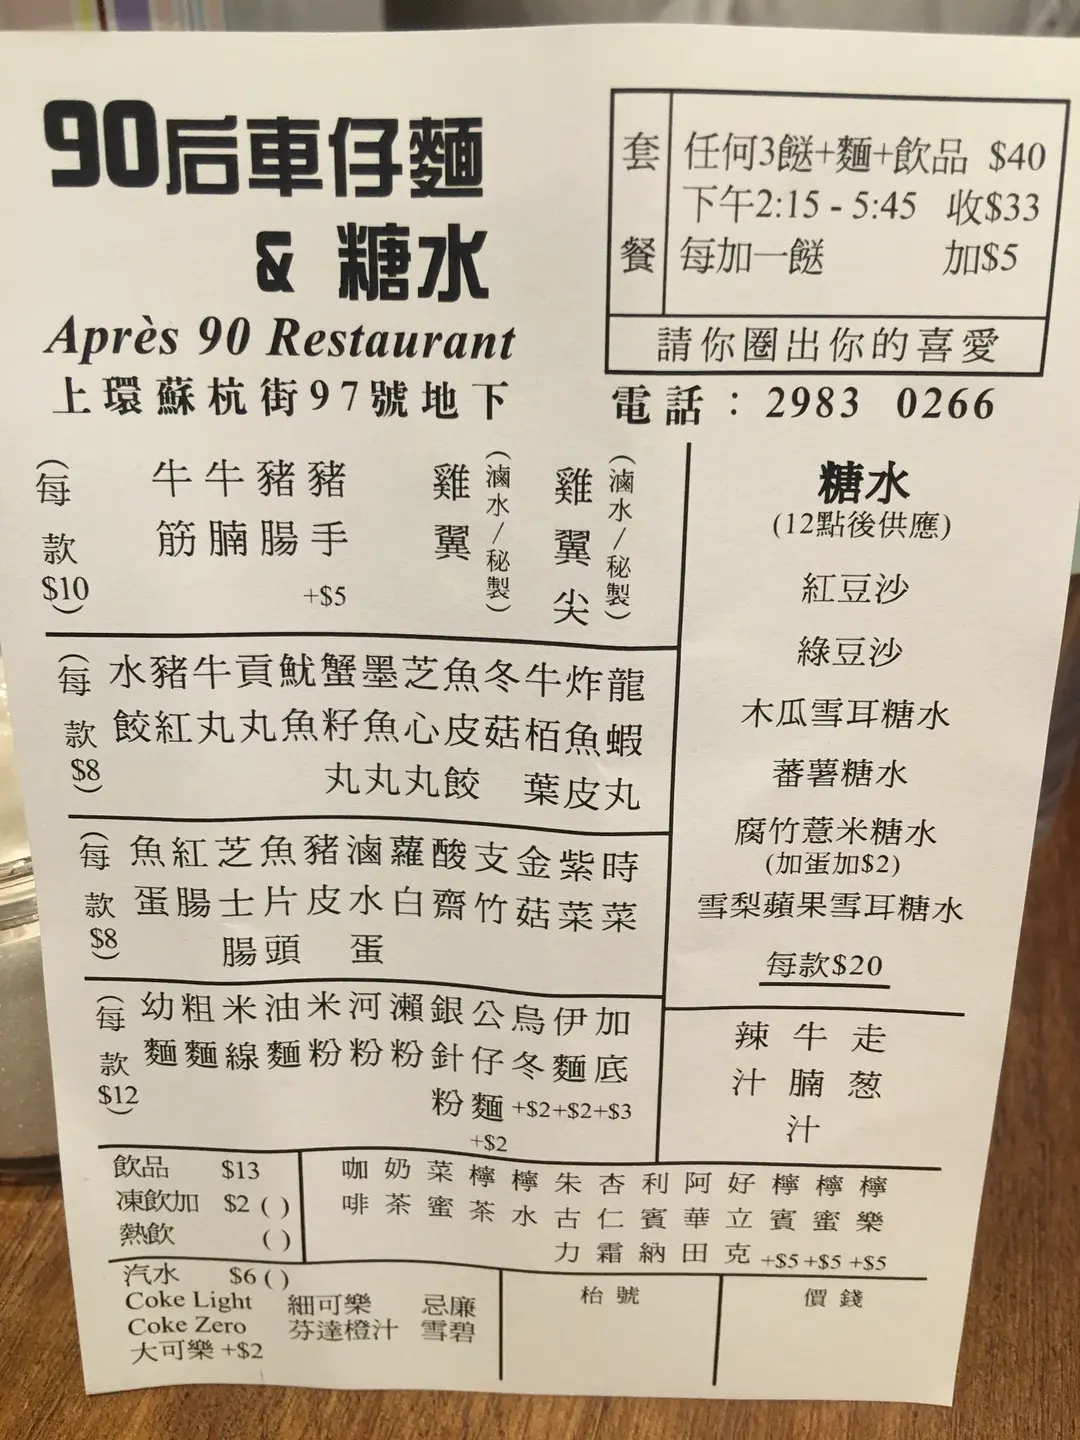 90后車仔麵
& 糖水
Après 90 Restaurant
上環蘇杭街97號地下
套餐
任何3餸+麵+飲品 $40
下午2:15 - 5:45 收$33
每加一餸 加$5
請你圈出你的喜愛
電話：2983 0266
(每款$10)
牛筋
牛腩
豬腸
豬手 +$5
雞翼 (滷水/秘製)
雞翼尖 (滷水/秘製)
(每款$8)
水餃
豬紅
牛丸
貢丸
魷魚
蟹籽丸
墨魚丸
芝心丸
魚皮餃
冬菇
牛栢葉
炸魚皮
龍蝦丸
(每款$8)
魚蛋
紅腸
芝士腸
魚片頭
豬皮
滷水蛋
蘿白
酸齋
支竹
金菇
紫菜
時菜
(每款$12)
幼麵
粗麵
米線
油麵
米粉
河粉
瀨粉
銀針粉
公仔麵 +$2
烏冬 +$2
伊麵 +$2
加底 +$3
糖水
(12點後供應)
紅豆沙
綠豆沙
木瓜雪耳糖水
蕃薯糖水
腐竹薏米糖水
(加蛋加$2)
雪梨蘋果雪耳糖水
每款$20
辣汁
牛腩汁
走葱
飲品 $13
凍飲加 $2 ( )
熱飲 ( )
咖啡
奶茶
菜蜜
檸茶
檸水
朱古力
杏仁霜
利賓納
阿華田
好立克
檸賓 +$5
檸蜜 +$5
檸樂 +$5
汽水 $6 ( )
Coke Light 細可樂 忌廉
Coke Zero 芬達橙汁 雪碧
大可樂 +$2
枱號
價錢